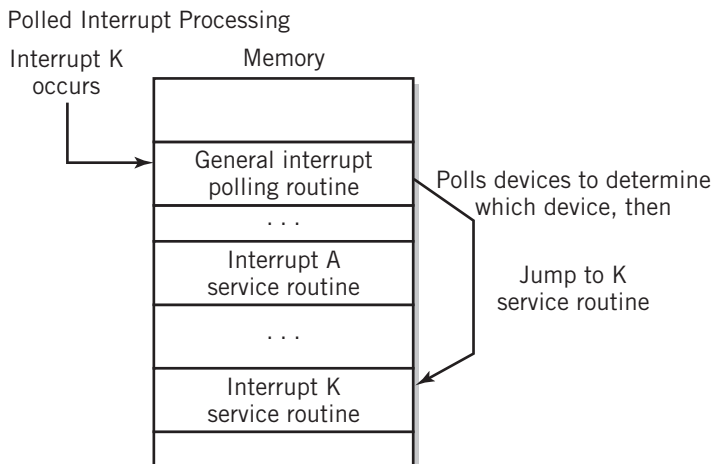 Polled Interrupt Processing
Interrupt K
occurs
Memory
General interrupt
polling routine
. . .
Interrupt A
service routine
. . .
Interrupt K
service routine
Polls devices to determine
which device, then
Jump to K
service routine